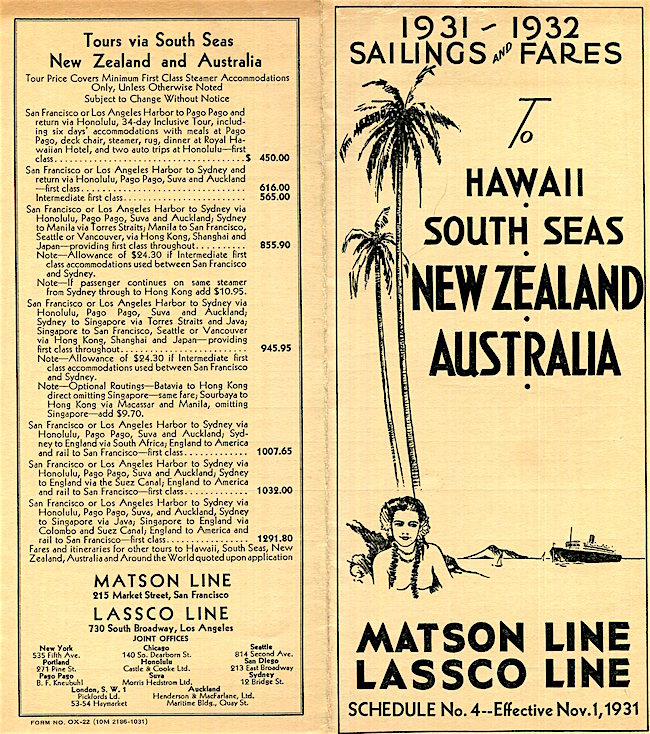 Tours via South Seas
New Zealand and Australia
Tour Price Covers Minimum First Class Steamer Accommodations
Only, Unless Otherwise Noted
Subject to Change Without Notice
San Francisco or Los Angeles Harbor to Pago Pago and
return via Honolulu, 34-day Inclusive Tour, includ-
ing six days' accommodations with meals at Pago
Pago, deck chair, steamer, rug, dinner at Royal Ha-
waiian Hotel, and two auto trips at Honolulu—first
class.......................................$ 450.00
San Francisco or Los Angeles Harbor to Sydney and
return via Honolulu, Pago Pago, Suva and Auckland
—first class................................ 616.00
Intermediate first class....................... 565.00
San Francisco or Los Angeles Harbor to Sydney via
Honolulu, Pago Pago, Suva and Auckland; Sydney
to Manila via Torres Straits; Manila to San Francisco,
Seattle or Vancouver, via Hong Kong, Shanghai and
Japan—providing first class throughout........... 855.90
Note—Allowance of $24.30 if Intermediate first
class accommodations used between San Francisco
and Sydney.
Note—If passenger continues on same steamer
from Sydney through to Hong Kong add $10.95.
San Francisco or Los Angeles Harbor to Sydney via
Honolulu, Pago Pago, Suva and Auckland;
Sydney to Singapore via Torres Straits and Java;
Singapore to San Francisco, Seattle or Vancouver
via Hong Kong, Shanghai and Japan—providing
first class throughout......................... 945.95
Note—Allowance of $24.30 if Intermediate first
class accommodations used between San Francisco
and Sydney.
Note—Optional Routings—Batavia to Hong Kong
direct omitting Singapore—same fare; Sourbaya to
Hong Kong via Macassar and Manila, omitting
Singapore—add $9.70.
San Francisco or Los Angeles Harbor to Sydney via
Honolulu, Pago Pago, Suva and Auckland; Syd-
ney to England via South Africa; England to America
and rail to San Francisco—first class............. 1007.65
San Francisco or Los Angeles Harbor to Sydney via
Honolulu, Pago Pago, Suva and Auckland; Sydney
to England via the Suez Canal; England to America
and rail to San Francisco—first class............. 1032.00
San Francisco or Los Angeles Harbor to Sydney via
Honolulu, Pago Pago, Suva, and Auckland, Sydney
to Singapore via Java; Singapore to England via
Colombo and Suez Canal; England to America and
rail to San Francisco—first class................ 1291.80
Fares and itineraries for other tours to Hawaii, South Seas, New
Zealand, Australia and Around the World quoted upon application
MATSON LINE
215 Market Street, San Francisco
LASSCO LINE
730 South Broadway, Los Angeles
JOINT OFFICES
New York Chicago Seattle
535 Fifth Ave. 140 So. Dearborn St. 814 Second Ave.
Portland Honolulu San Diego
271 Pine St. Castle & Cooke Ltd. 213 East Broadway
Pago Pago Suva Sydney
B. F. Kneubuhl Morris Hedstrom Ltd. 12 Bridge St.
London, S. W. 1 Auckland
Pickfords Ld. Henderson & MacFarlane, Ltd.
53-54 Haymarket Maritime Bldg., Quay St.
FORM NO. OX-22 (10M 2186-1031)
1931 - 1932
SAILINGS AND FARES
To
HAWAII
SOUTH SEAS
NEW ZEALAND
AUSTRALIA
MATSON LINE
LASSCO LINE
SCHEDULE No. 4--Effective Nov. 1, 1931